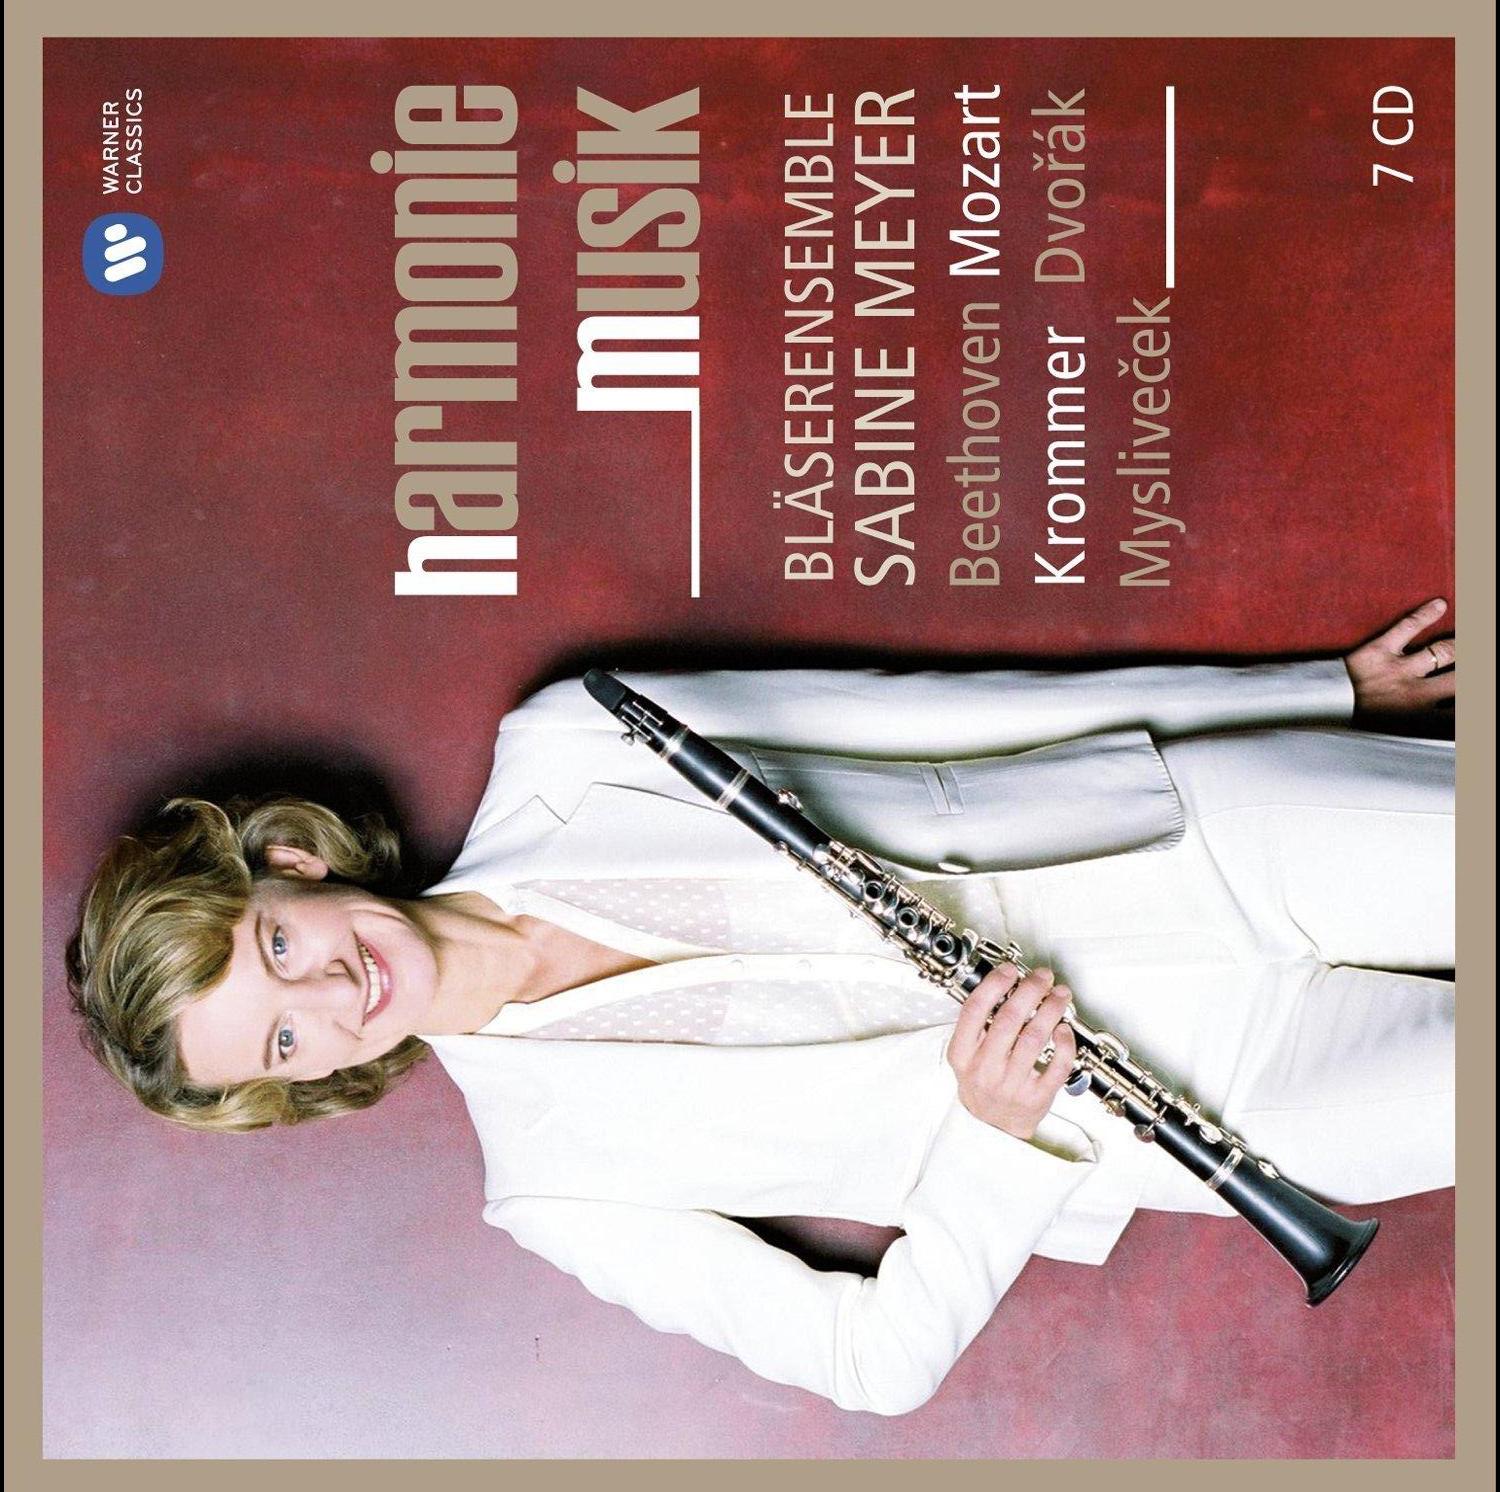 WARNER
CLASSICS
harmonie
musik
BLÄSERENSEMBLE
SABINE MEYER
Beethoven Mozart
Krommer Dvořák
Mysliveček
7 CD